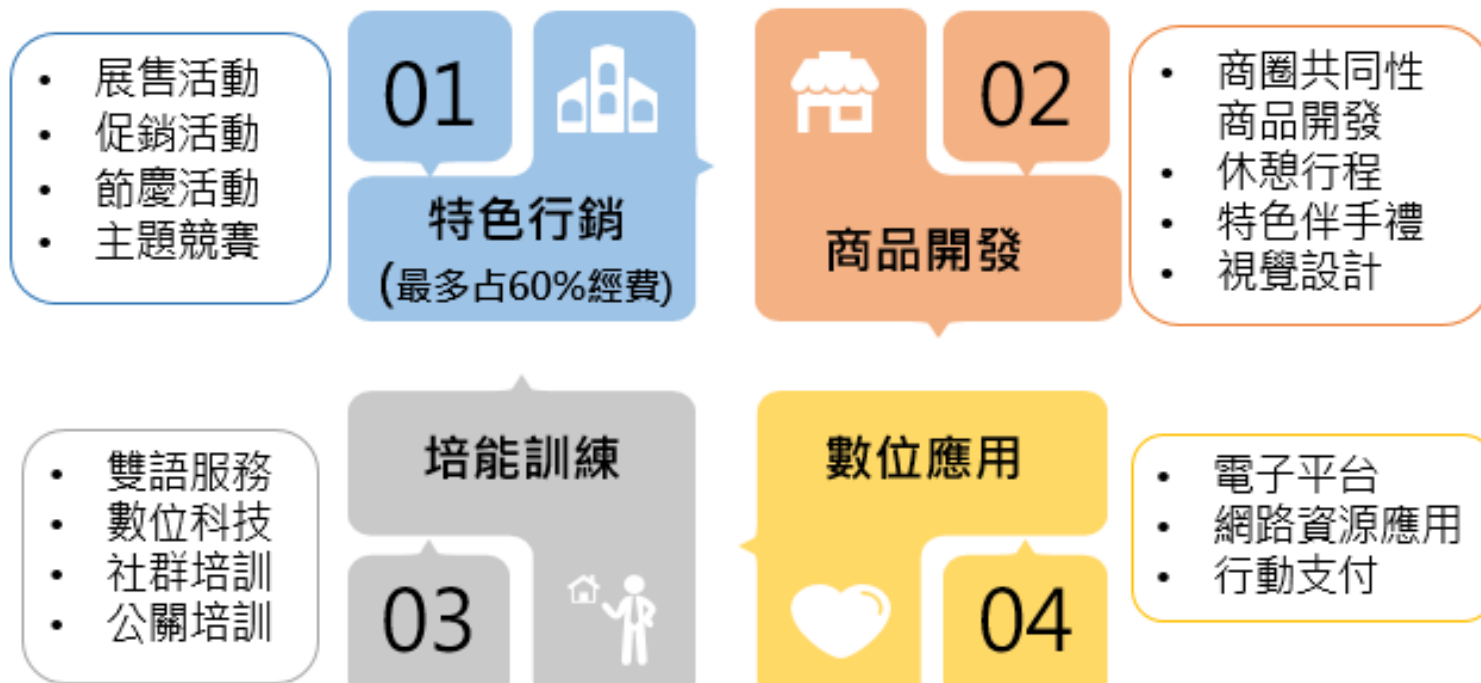 • 展售活動
• 促銷活動
• 節慶活動
• 主題競賽
01
特色行銷
(最多占60%經費)
02
商品開發
• 商圈共同性
商品開發
• 休憩行程
• 特色伴手禮
• 視覺設計
• 雙語服務
• 數位科技
• 社群培訓
• 公關培訓
培能訓練
03
數位應用
04
• 電子平台
• 網路資源應用
• 行動支付